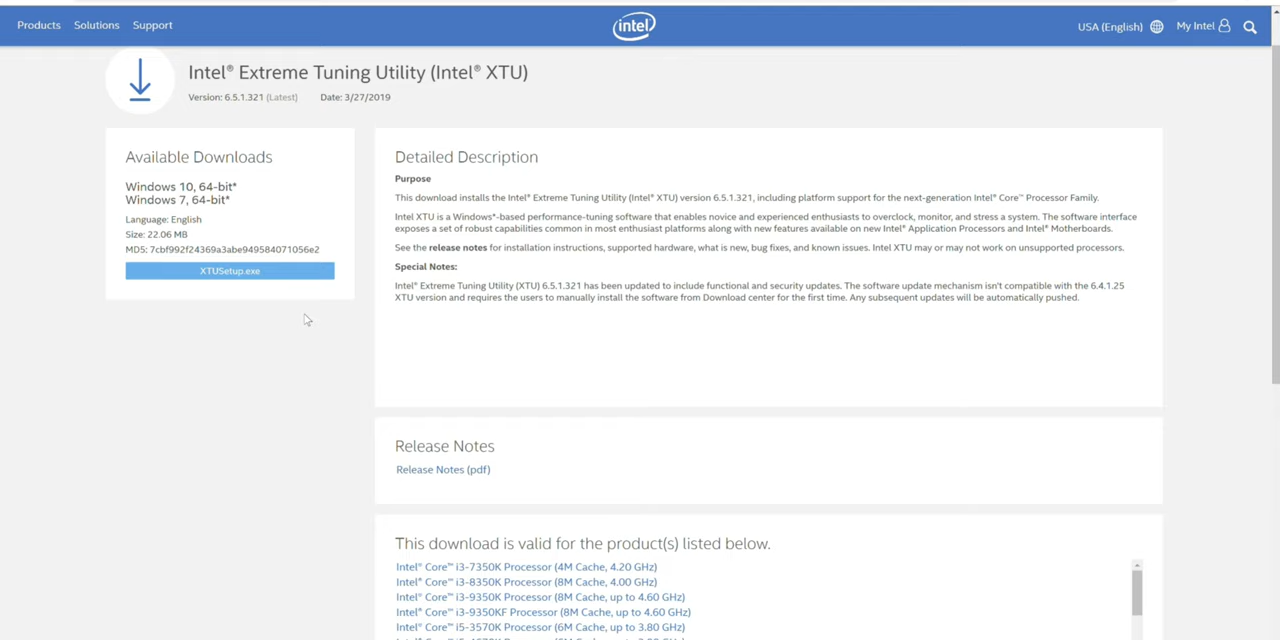 Products Solutions Support
intel
USA (English) My Intel
Intel® Extreme Tuning Utility (Intel® XTU)
Version: 6.5.1.321 (Latest) Date: 3/27/2019
Available Downloads
Windows 10, 64-bit*
Windows 7, 64-bit*
Language: English
Size: 22.06 MB
MD5: 7cbf992f24369a3abe949584071056e2
XTUSetup.exe
Detailed Description
Purpose
This download installs the Intel® Extreme Tuning Utility (Intel® XTU) version 6.5.1.321, including platform support for the next-generation Intel® Core™ Processor Family.
Intel XTU is a Windows*-based performance-tuning software that enables novice and experienced enthusiasts to overclock, monitor, and stress a system. The software interface
exposes a set of robust capabilities common in most enthusiast platforms along with new features available on new Intel® Application Processors and Intel® Motherboards.
See the release notes for installation instructions, supported hardware, what is new, bug fixes, and known issues. Intel XTU may or may not work on unsupported processors.
Special Notes:
Intel® Extreme Tuning Utility (XTU) 6.5.1.321 has been updated to include functional and security updates. The software update mechanism isn't compatible with the 6.4.1.25
XTU version and requires the users to manually install the software from Download center for the first time. Any subsequent updates will be automatically pushed.
Release Notes
Release Notes (pdf)
This download is valid for the product(s) listed below.
Intel® Core™ i3-7350K Processor (4M Cache, 4.20 GHz)
Intel® Core™ i3-8350K Processor (8M Cache, 4.00 GHz)
Intel® Core™ i3-9350K Processor (8M Cache, up to 4.60 GHz)
Intel® Core™ i3-9350KF Processor (8M Cache, up to 4.60 GHz)
Intel® Core™ i5-3570K Processor (6M Cache, up to 3.80 GHz)